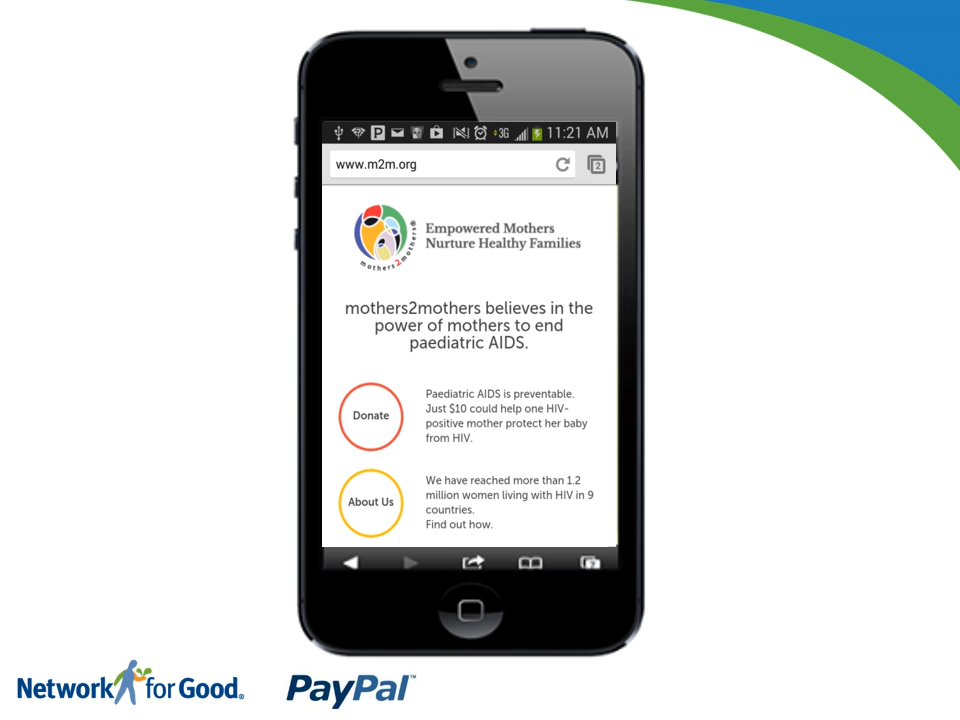 3G 11:21 AM
www.m2m.org
2
Empowered Mothers
Nurture Healthy Families
mothers2mothers®
mothers2mothers believes in the
power of mothers to end
paediatric AIDS.
Donate
Paediatric AIDS is preventable.
Just $10 could help one HIV-
positive mother protect her baby
from HIV.
About Us
We have reached more than 1.2
million women living with HIV in 9
countries.
Find out how.
Network for Good®
PayPal™